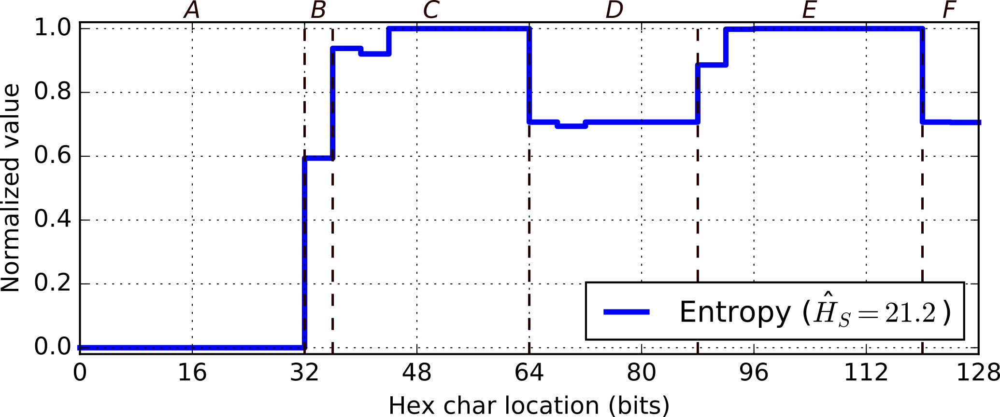 A B C D E F
1.0
0.8
0.6
0.4
0.2
0.0
Normalized value
Entropy (Ĥ_S = 21.2)
0 16 32 48 64 80 96 112 128
Hex char location (bits)